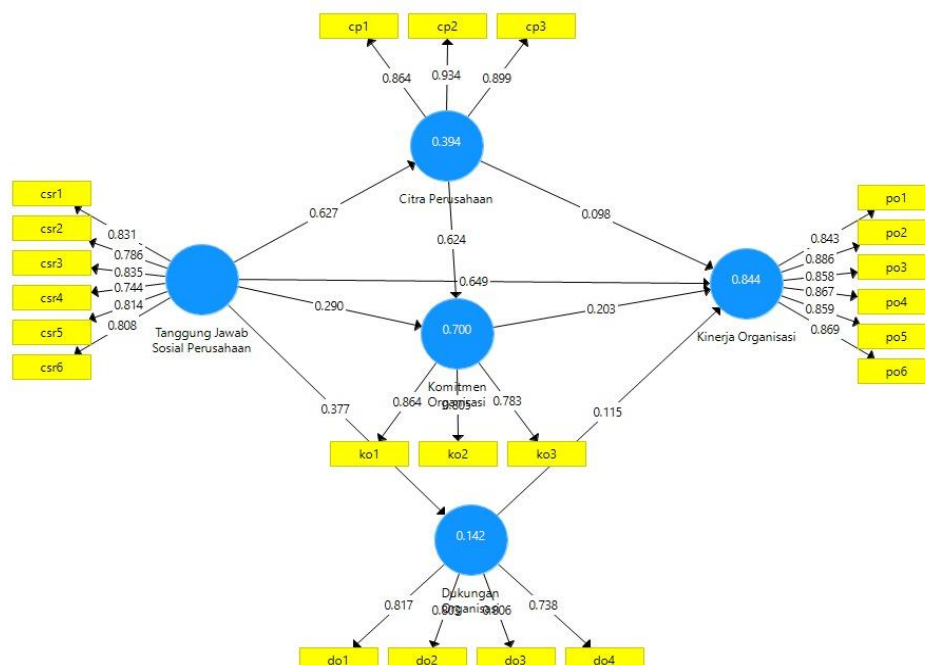 cp1
cp2
cp3
0.864
0.934
0.899
0.394
Citra Perusahaan
csr1
csr2
csr3
csr4
csr5
csr6
0.831
0.786
0.835
0.744
0.814
0.808
Tanggung Jawab
Sosial Perusahaan
0.627
0.624
0.098
0.649
0.290
0.203
0.377
0.115
0.700
Komitmen
Organisasi
0.864
0.805
0.783
ko1
ko2
ko3
0.844
Kinerja Organisasi
0.843
0.886
0.858
0.867
0.859
0.869
po1
po2
po3
po4
po5
po6
0.142
Dukungan
Organisasi
0.817
0.806
0.738
do1
do2
do3
do4